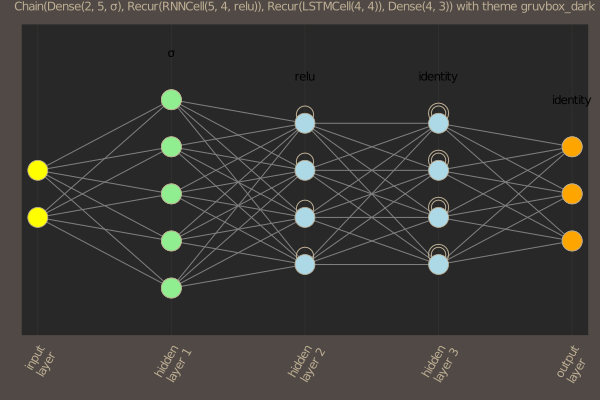 Chain(Dense(2, 5, σ), Recur(RNNCell(5, 4, relu)), Recur(LSTMCell(4, 4)), Dense(4, 3)) with theme gruvbox_dark
σ
relu
identity
identity
input
layer
hidden
layer 1
hidden
layer 2
hidden
layer 3
output
layer